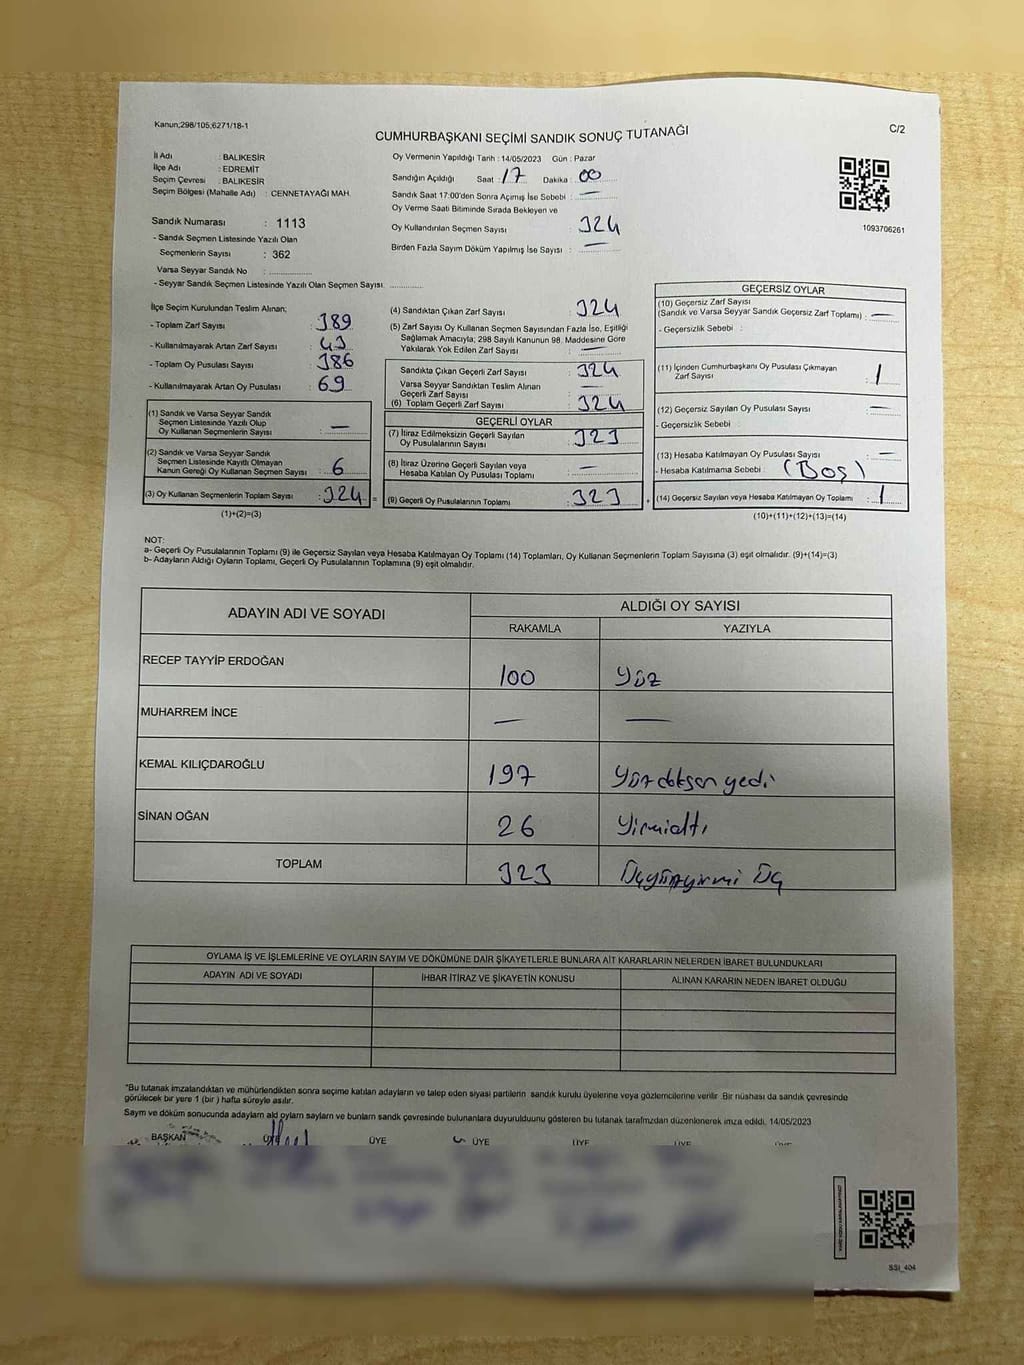 Kanun;298/105;6271/18-1
CUMHURBAŞKANI SEÇİMİ SANDIK SONUÇ TUTANAĞI
C/2
İl Adı : BALIKESİR
İlçe Adı : EDREMİT
Seçim Çevresi : BALIKESİR
Seçim Bölgesi (Mahalle Adı) : CENNETAYAĞI MAH.
Sandık Numarası : 1113
- Sandık Seçmen Listesinde Yazılı Olan
Seçmenlerin Sayısı : 362
Varsa Seyyar Sandık No :
- Seyyar Sandık Seçmen Listesinde Yazılı Olan Seçmen Sayısı.
Oy Vermenin Yapıldığı Tarih : 14/05/2023 Gün : Pazar
Sandığın Açıldığı Saat : 17 Dakika : 00
Sandık Saat 17:00'den Sonra Açımış İse Sebebi : —
Oy Verme Saati Bitiminde Sırada Bekleyen ve
Oy Kullandırılan Seçmen Sayısı : 324
Birden Fazla Sayım Döküm Yapılmış İse Sayısı : —
1093706261
İlçe Seçim Kurulundan Teslim Alınan;
- Toplam Zarf Sayısı : 389
- Kullanılmayarak Artan Zarf Sayısı : 43
- Toplam Oy Pusulası Sayısı : 386
- Kullanılmayarak Artan Oy Pusulası : 69
(1) Sandık ve Varsa Seyyar Sandık
Seçmen Listesinde Yazılı Olup
Oy Kullanan Seçmenlerin Sayısı : —
(2) Sandık ve Varsa Seyyar Sandık
Seçmen Listesinde Kayıtlı Olmayan
Kanun Gereği Oy Kullanan Seçmen Sayısı : 6
(3) Oy Kullanan Seçmenlerin Toplam Sayısı : 324 =
(1)+(2)=(3)
(4) Sandıktan Çıkan Zarf Sayısı : 324
(5) Zarf Sayısı Oy Kullanan Seçmen Sayısından Fazla İse, Eşitliği
Sağlamak Amacıyla; 298 Sayılı Kanunun 98. Maddesine Göre
Yakılarak Yok Edilen Zarf Sayısı : —
Sandıkta Çıkan Geçerli Zarf Sayısı : 324
Varsa Seyyar Sandıktan Teslim Alınan
Geçerli Zarf Sayısı : —
(6) Toplam Geçerli Zarf Sayısı : 324
GEÇERLİ OYLAR
(7) İtiraz Edilmeksizin Geçerli Sayılan
Oy Pusulalarının Sayısı : 323
(8) İtiraz Üzerine Geçerli Sayılan veya
Hesaba Katılan Oy Pusulası Toplamı : —
(9) Geçerli Oy Pusulalarının Toplamı : 323
GEÇERSİZ OYLAR
(10) Geçersiz Zarf Sayısı
(Sandık ve Varsa Seyyar Sandık Geçersiz Zarf Toplamı) : —
- Geçersizlik Sebebi :
(11) İçinden Cumhurbaşkanı Oy Pusulası Çıkmayan
Zarf Sayısı : 1
(12) Geçersiz Sayılan Oy Pusulası Sayısı : —
- Geçersizlik Sebebi :
(13) Hesaba Katılmayan Oy Pusulası Sayısı : —
- Hesaba Katılmama Sebebi : (Boş)
(14) Geçersiz Sayılan veya Hesaba Katılmayan Oy Toplamı : 1
(10)+(11)+(12)+(13)=(14)
NOT:
a- Geçerli Oy Pusulalarının Toplamı (9) ile Geçersiz Sayılan veya Hesaba Katılmayan Oy Toplamı (14) Toplamları, Oy Kullanan Seçmenlerin Toplam Sayısına (3) eşit olmalıdır. (9)+(14)=(3)
b- Adayların Aldığı Oyların Toplamı, Geçerli Oy Pusulalarının Toplamına (9) eşit olmalıdır.
ADAYIN ADI VE SOYADI
ALDIĞI OY SAYISI
RAKAMLA YAZIYLA
RECEP TAYYİP ERDOĞAN 100 Yüz
MUHARREM İNCE — —
KEMAL KILIÇDAROĞLU 197 Yüz doksan yedi
SİNAN OĞAN 26 Yirmialtı
TOPLAM 323 Üçyüzyirmi Üç
OYLAMA İŞ VE İŞLEMLERİNE VE OYLARIN SAYIM VE DÖKÜMÜNE DAİR ŞİKAYETLERLE BUNLARA AİT KARARLARIN NELERDEN İBARET BULUNDUKLARI
ADAYIN ADI VE SOYADI İHBAR İTİRAZ VE ŞİKAYETİN KONUSU ALINAN KARARIN NEDEN İBARET OLDUĞU
*Bu tutanak imzalandıktan ve mühürlendikten sonra seçime katılan adayların ve talep eden siyasi partilerin sandık kurulu üyelerine veya gözlemcilerine verilir. Bir nüshası da sandık çevresinde
görülecek bir yere 1 (bir) hafta süreyle asılır.
Sayım ve döküm sonucunda adaylarn ald oylarn sayların ve bunların sandk çevresinde bulunanlara duyurulduunu gösteren bu tutanak tarafmzdan düzenlenerek imza edildi. 14/05/2023
BAŞKAN ÜYE ÜYE ÜYE ÜYE
SSI_404